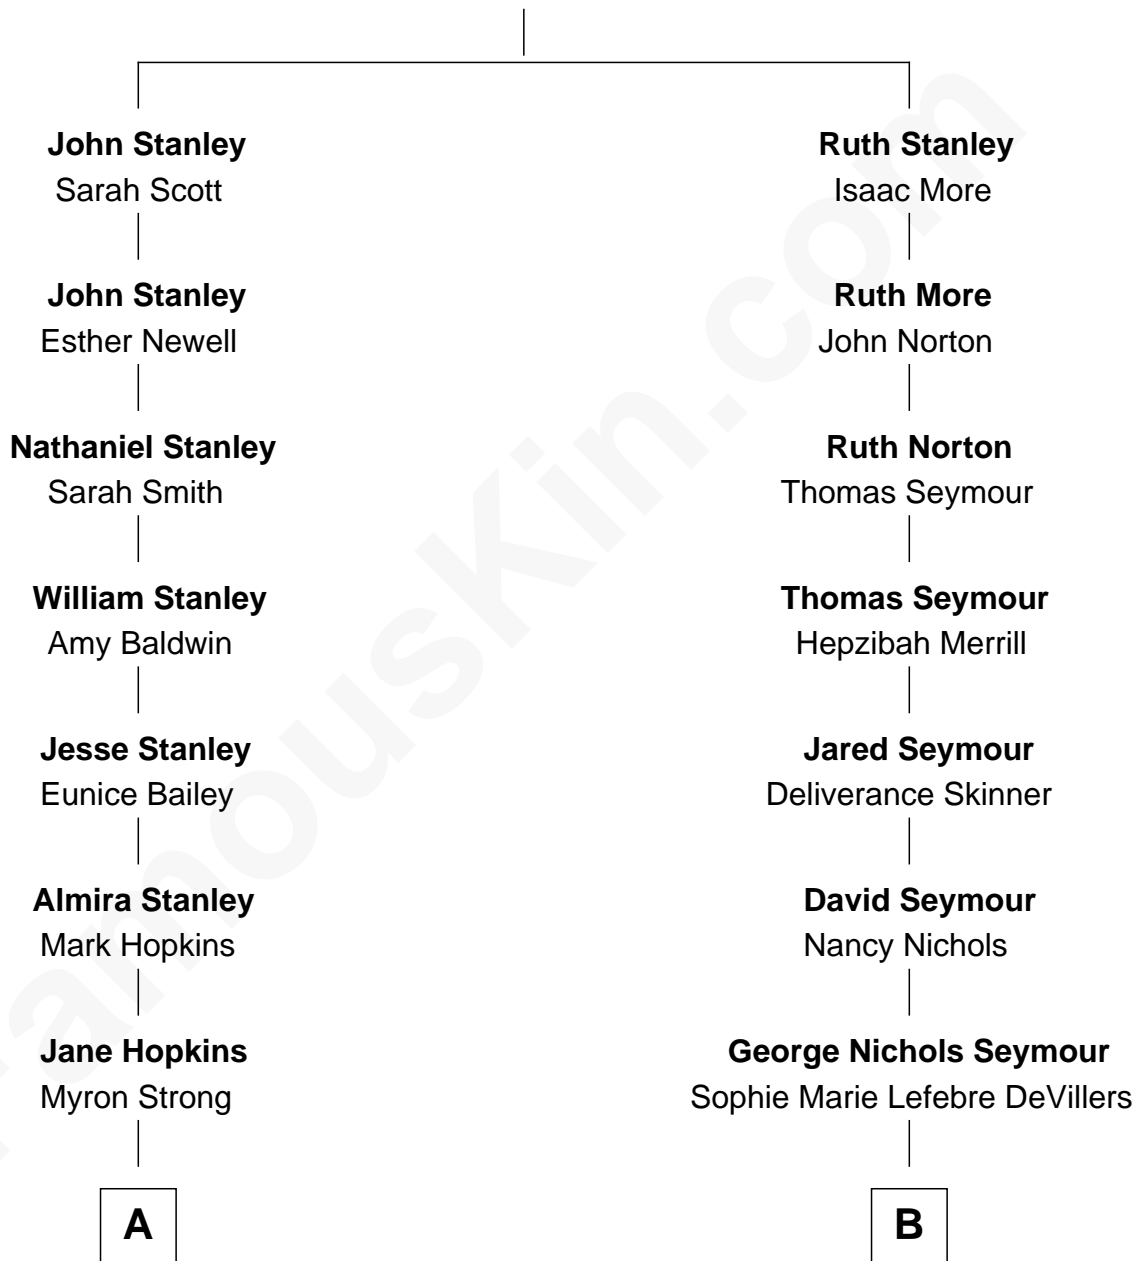 John Stanley
Sarah Scott
John Stanley
Esther Newell
Nathaniel Stanley
Sarah Smith
William Stanley
Amy Baldwin
Jesse Stanley
Eunice Bailey
Almira Stanley
Mark Hopkins
Jane Hopkins
Myron Strong
A
Ruth Stanley
Isaac More
Ruth More
John Norton
Ruth Norton
Thomas Seymour
Thomas Seymour
Hepzibah Merrill
Jared Seymour
Deliverance Skinner
David Seymour
Nancy Nichols
George Nichols Seymour
Sophie Marie Lefebre DeVillers
B
FamousKin.com